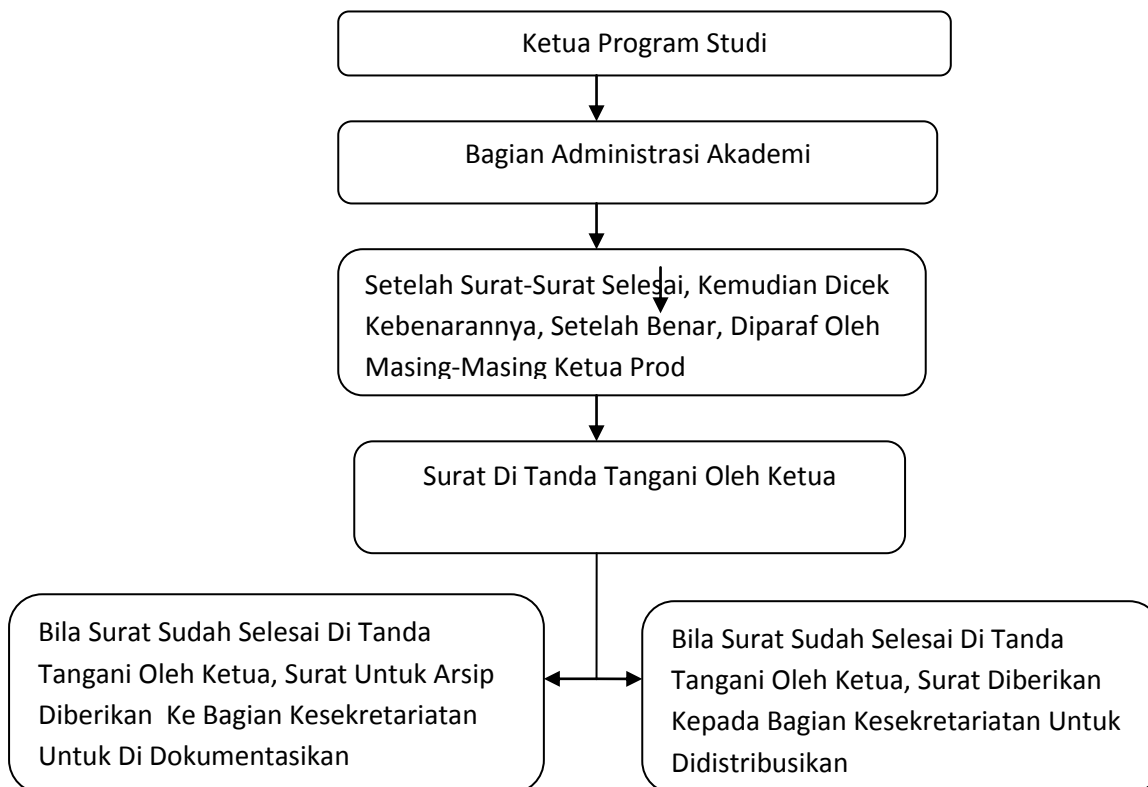 Ketua Program Studi
Bagian Administrasi Akademi
Setelah Surat-Surat Selesai, Kemudian Dicek
Kebenarannya, Setelah Benar, Diparaf Oleh
Masing-Masing Ketua Prod
Surat Di Tanda Tangani Oleh Ketua
Bila Surat Sudah Selesai Di Tanda
Tangani Oleh Ketua, Surat Untuk Arsip
Diberikan  Ke Bagian Kesekretariatan
Untuk Di Dokumentasikan
Bila Surat Sudah Selesai Di Tanda
Tangani Oleh Ketua, Surat Diberikan
Kepada Bagian Kesekretariatan Untuk
Didistribusikan